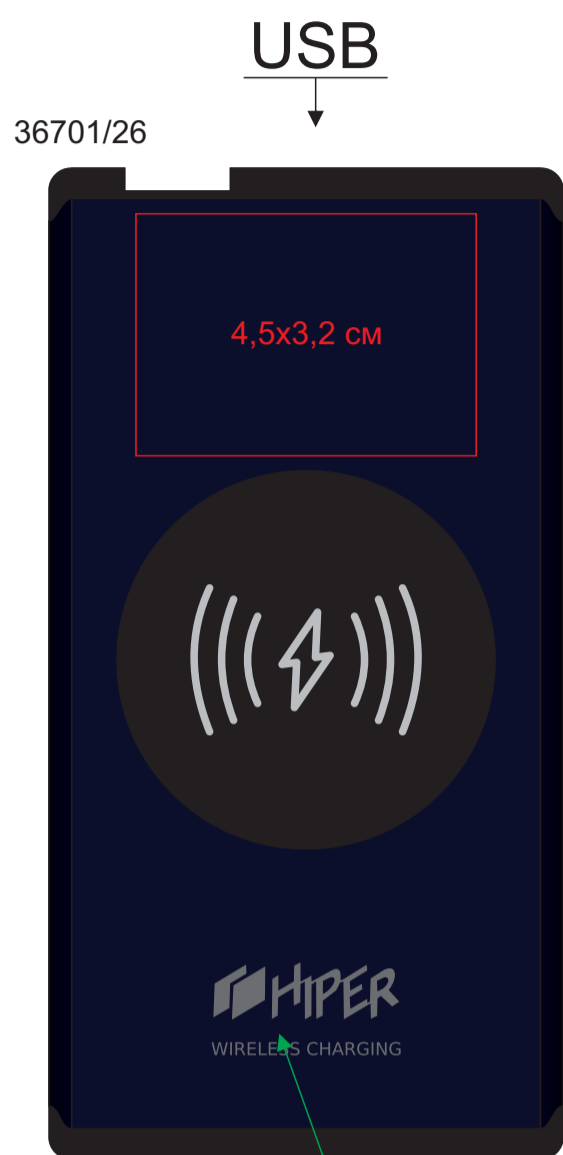 USB
36701/26
4,5x3,2 см
HIPER
WIRELESS CHARGING